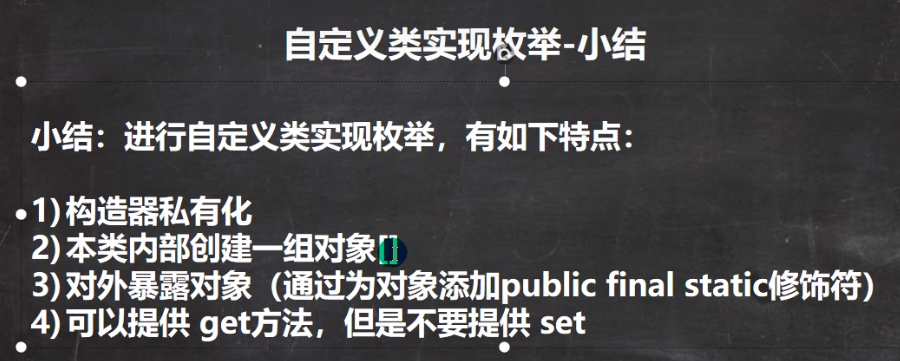 自定义类实现枚举-小结
小结：进行自定义类实现枚举，有如下特点：
1) 构造器私有化
2) 本类内部创建一组对象
3) 对外暴露对象（通过为对象添加public final static修饰符）
4) 可以提供 get方法，但是不要提供 set